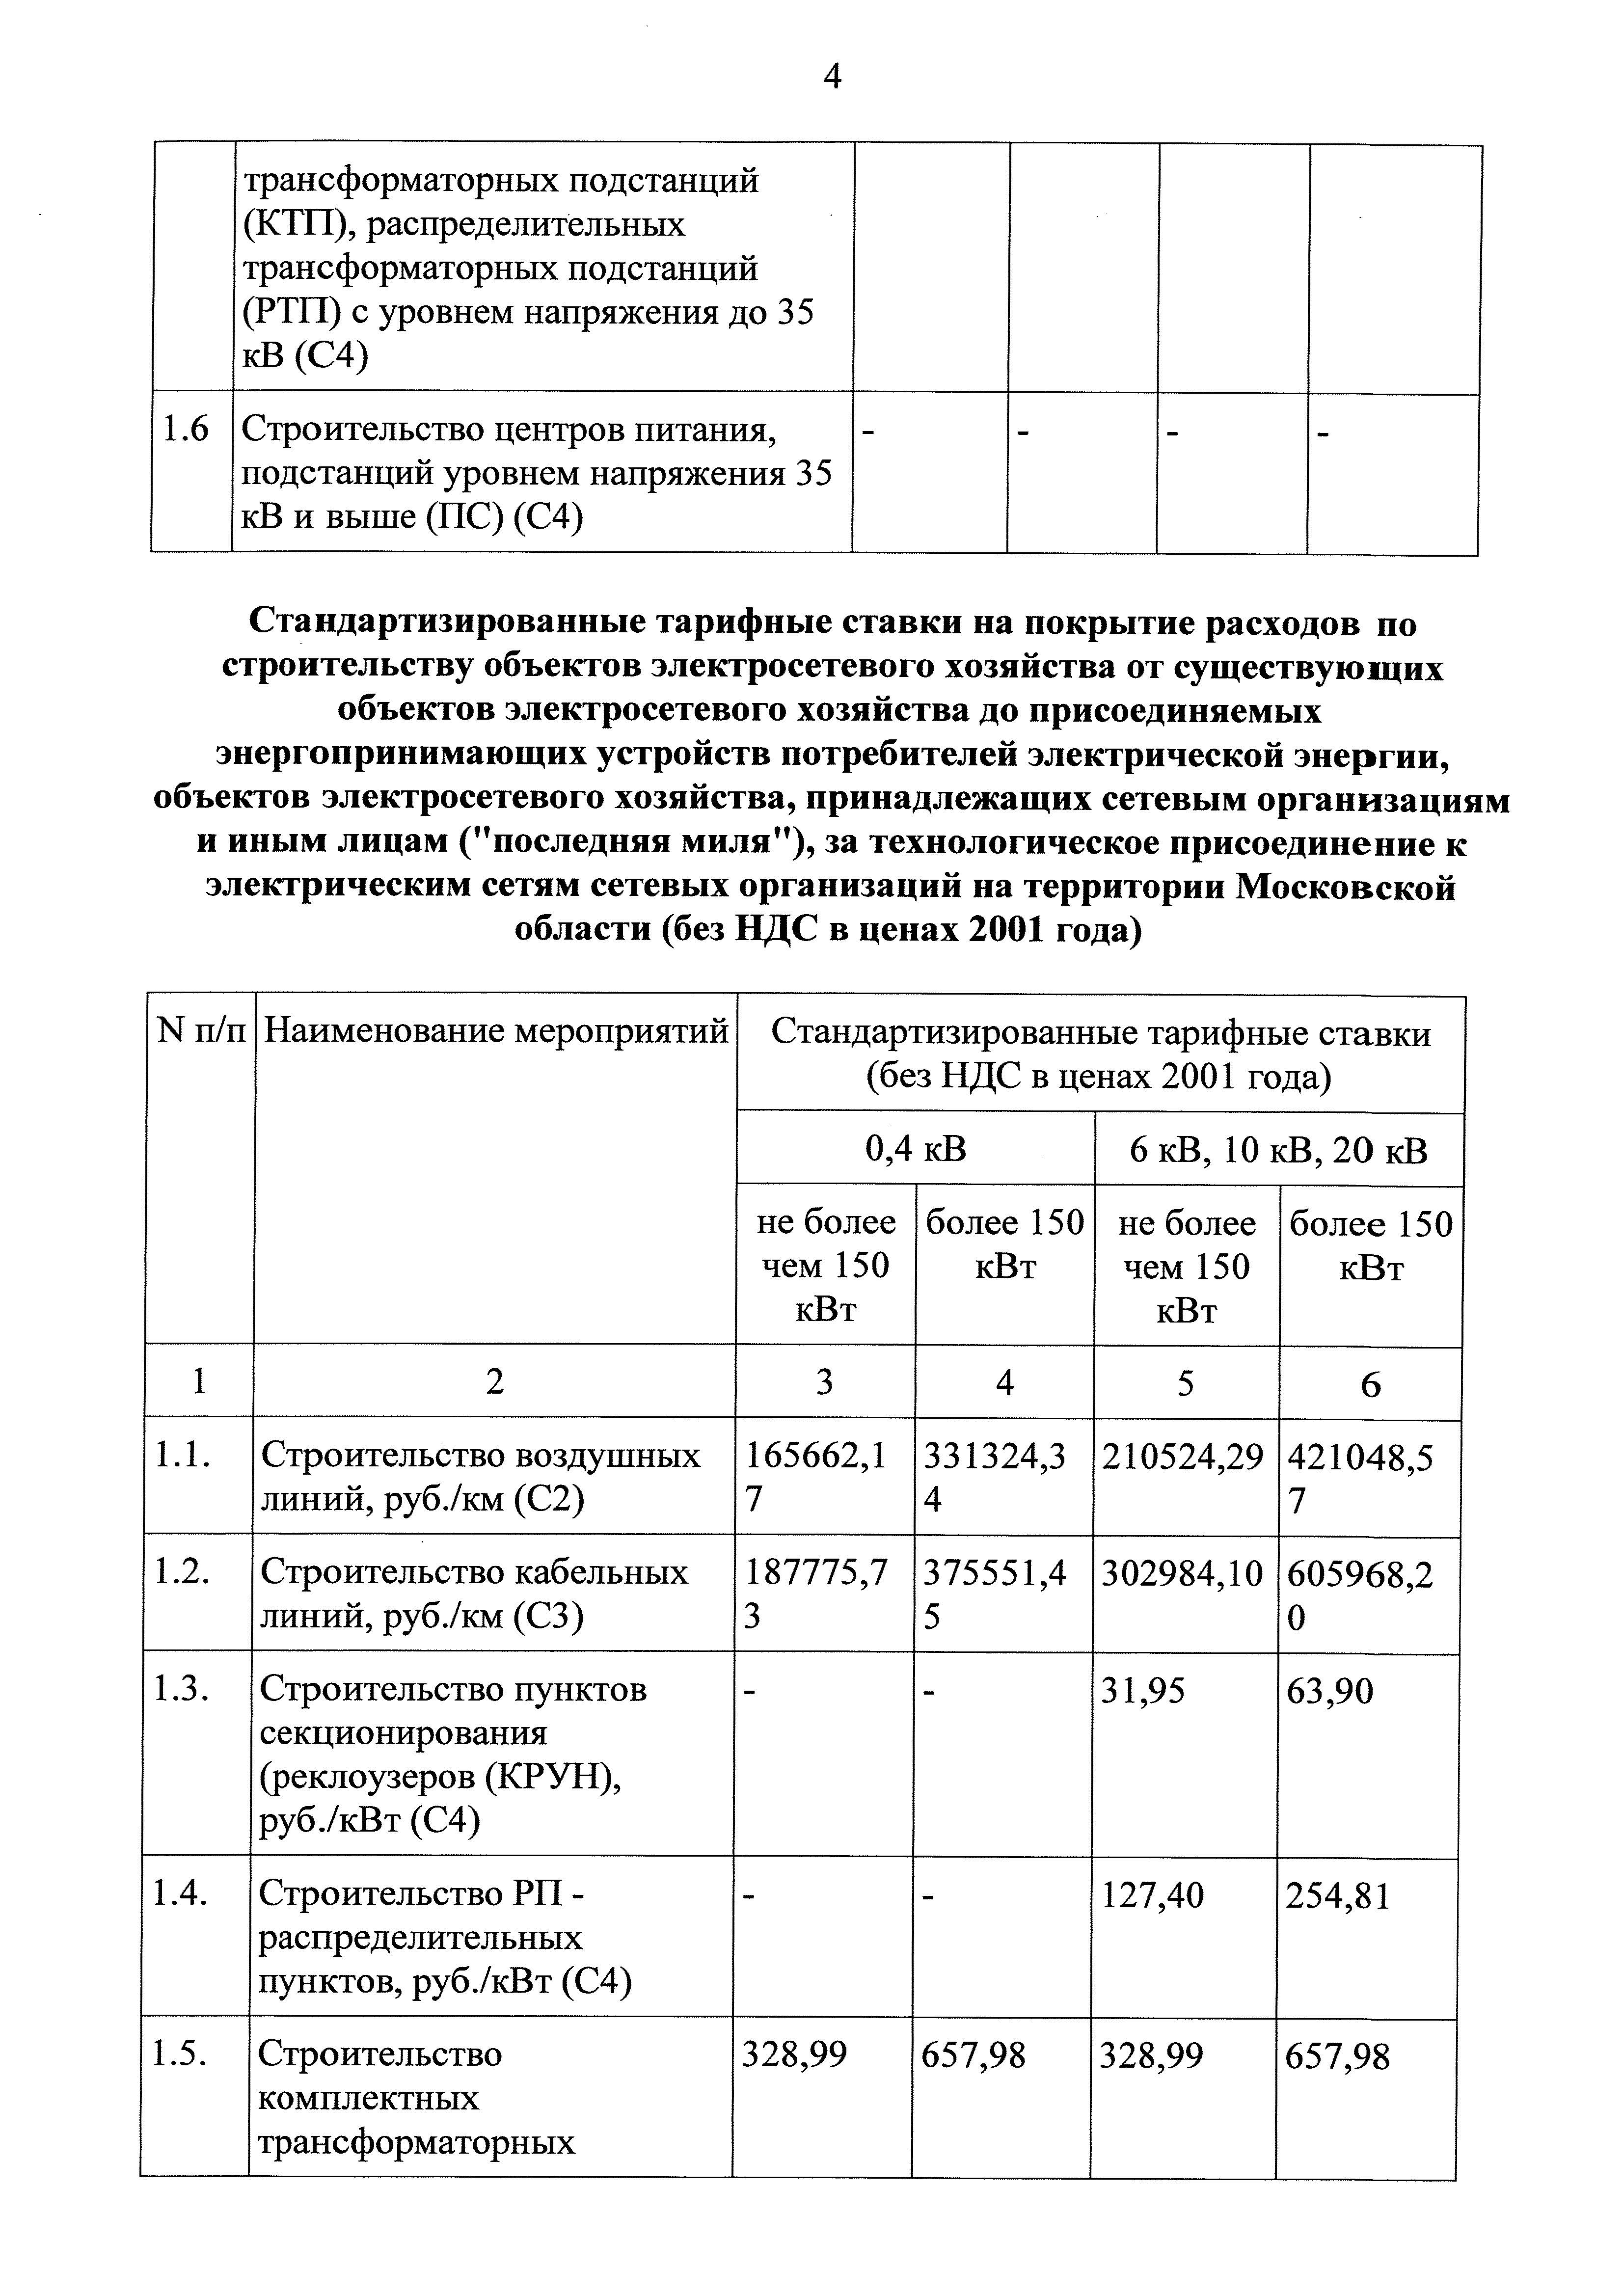 4
трансформаторных подстанций
(КТП), распределительных
трансформаторных подстанций
(РТП) с уровнем напряжения до 35
кВ (С4)
1.6 Строительство центров питания, - - - -
подстанций уровнем напряжения 35
кВ и выше (ПС) (С4)
Стандартизированные тарифные ставки на покрытие расходов по
строительству объектов электросетевого хозяйства от существующих
объектов электросетевого хозяйства до присоединяемых
энергопринимающих устройств потребителей электрической энергии,
объектов электросетевого хозяйства, принадлежащих сетевым организациям
и иным лицам ("последняя миля"), за технологическое присоединение к
электрическим сетям сетевых организаций на территории Московской
области (без НДС в ценах 2001 года)
N п/п Наименование мероприятий Стандартизированные тарифные ставки
(без НДС в ценах 2001 года)
0,4 кВ 6 кВ, 10 кВ, 20 кВ
не более более 150 не более более 150
чем 150 кВт чем 150 кВт
кВт кВт
1 2 3 4 5 6
1.1. Строительство воздушных 165662,1 331324,3 210524,29 421048,5
линий, руб./км (С2) 7 4 7
1.2. Строительство кабельных 187775,7 375551,4 302984,10 605968,2
линий, руб./км (С3) 3 5 0
1.3. Строительство пунктов - - 31,95 63,90
секционирования
(реклоузеров (КРУН),
руб./кВт (С4)
1.4. Строительство РП - - - 127,40 254,81
распределительных
пунктов, руб./кВт (С4)
1.5. Строительство 328,99 657,98 328,99 657,98
комплектных
трансформаторных